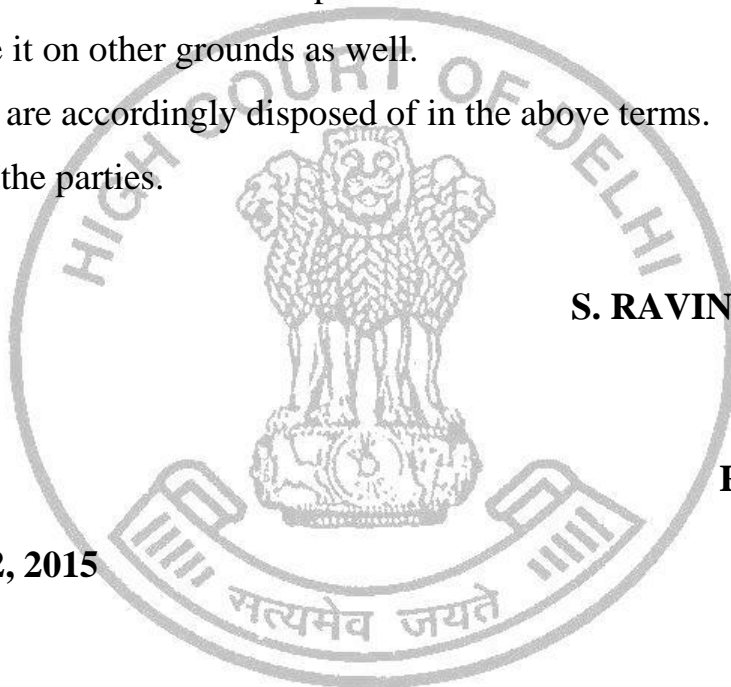 e it on other grounds as well.
are accordingly disposed of in the above terms.
the parties.
HIGH COURT OF DELHI
S. RAVIN
2, 2015
सत्यमेव जयते